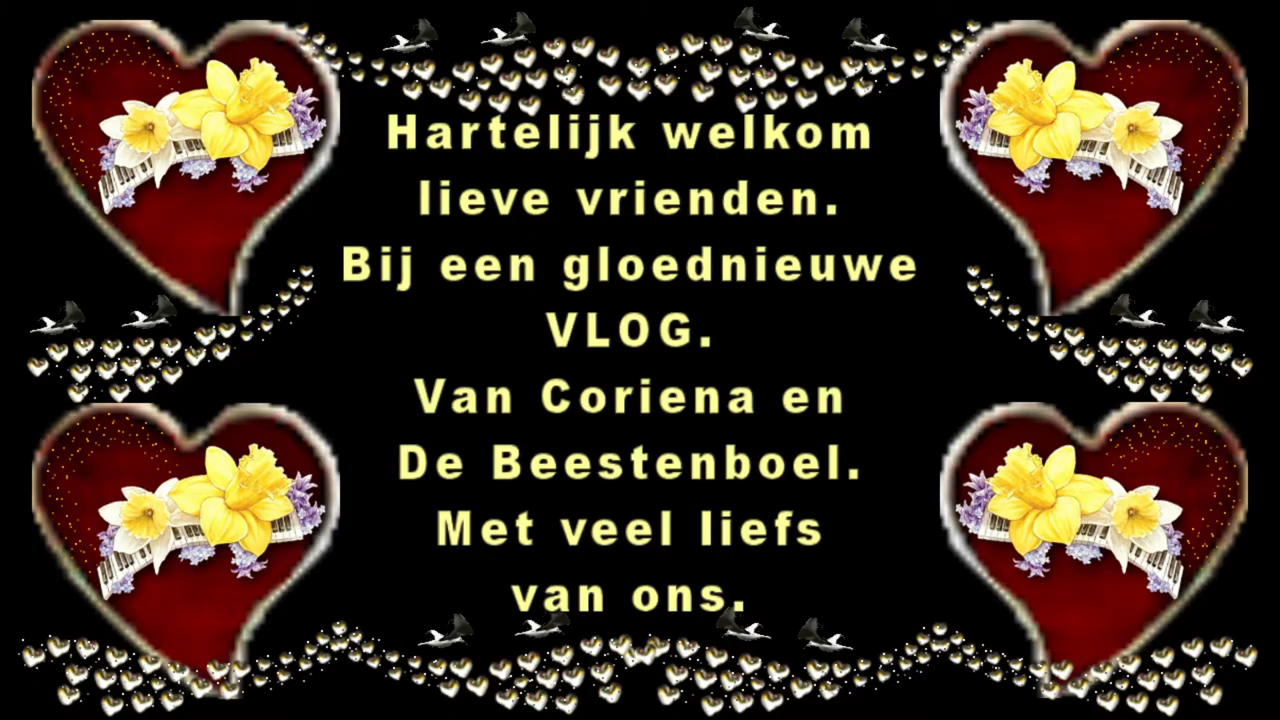 Hartelijk welkom
lieve vrienden.
Bij een gloednieuwe
VLOG.
Van Coriena en
De Beestenboel.
Met veel liefs
van ons.